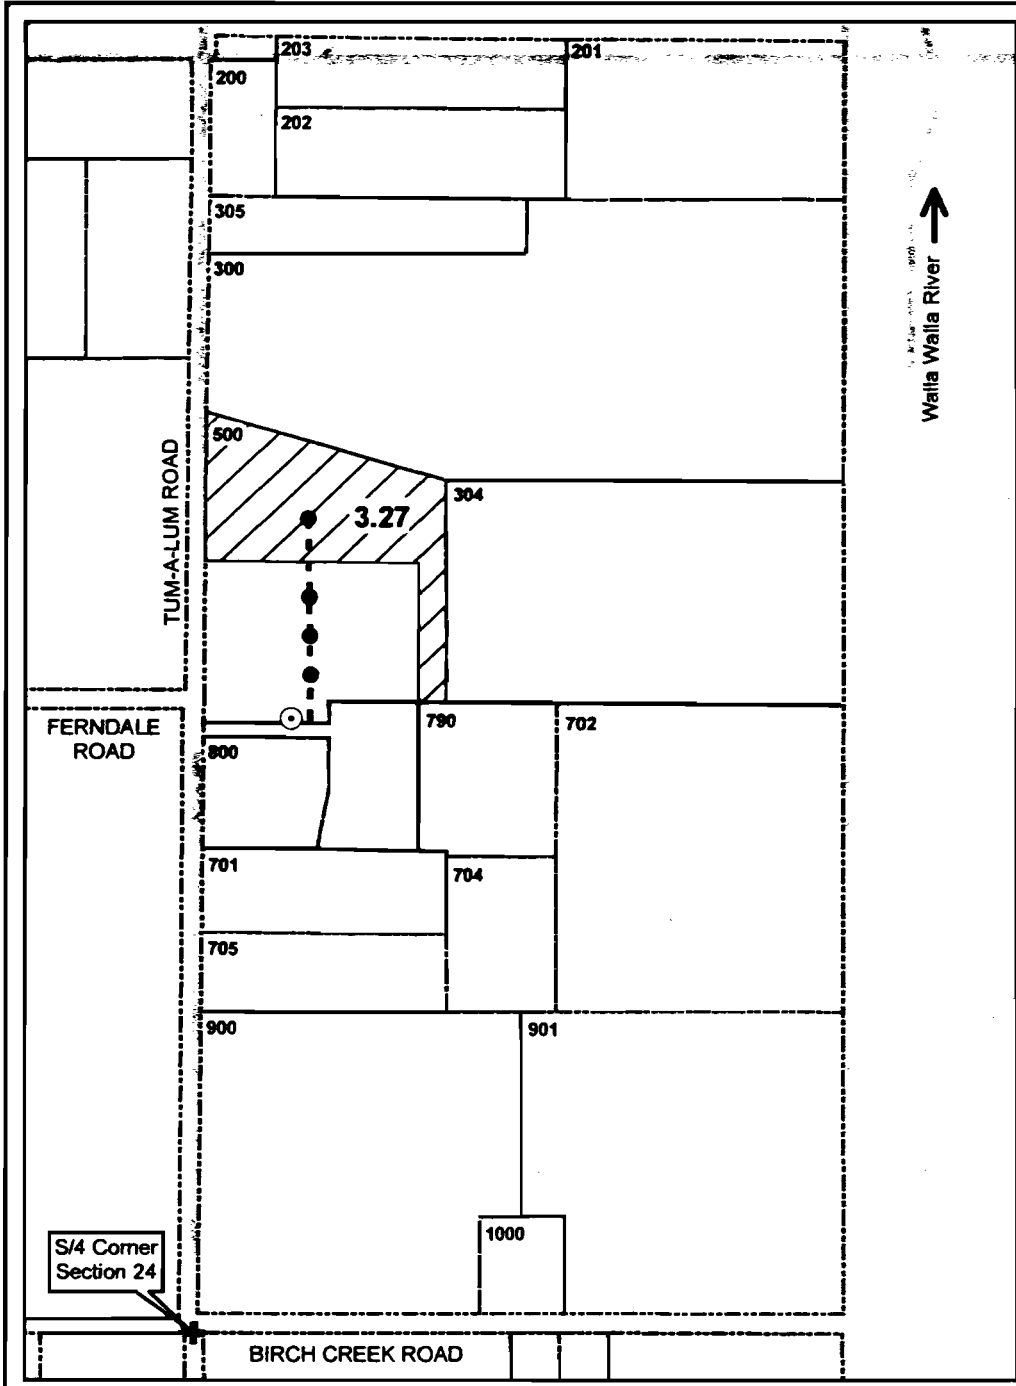 203
201
200
202
305
300
Walla Walla River
500
304
3.27
TUM-A-LUM ROAD
FERNDALE
ROAD
790
702
800
701
704
705
900
901
1000
S/4 Corner
Section 24
BIRCH CREEK ROAD